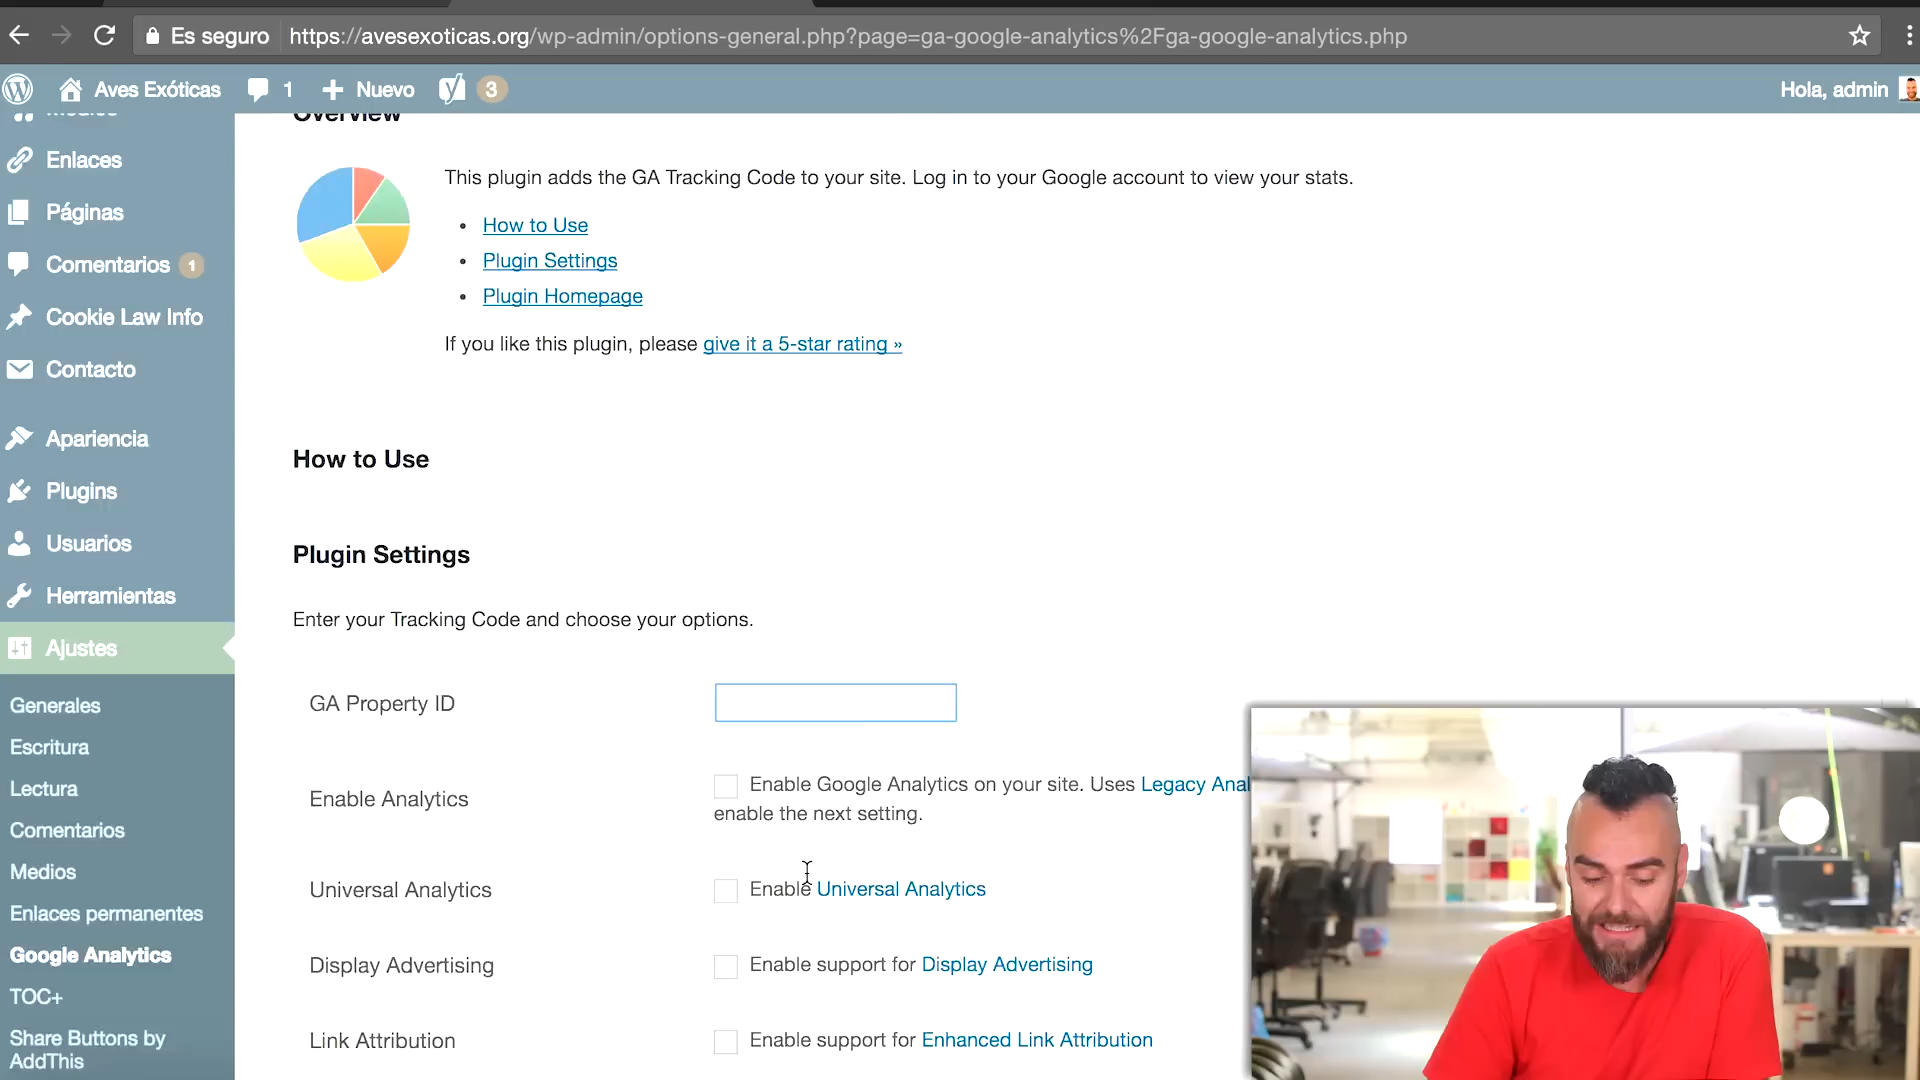 Es seguro https://avesexoticas.org/wp-admin/options-general.php?page=ga-google-analytics%2Fga-google-analytics.php
Aves Exóticas 1 Nuevo 3 Hola, admin
Medios
Enlaces
Páginas
Comentarios 1
Cookie Law Info
Contacto
Apariencia
Plugins
Usuarios
Herramientas
Ajustes
Generales
Escritura
Lectura
Comentarios
Medios
Enlaces permanentes
Google Analytics
TOC+
Share Buttons by
AddThis
Overview
This plugin adds the GA Tracking Code to your site. Log in to your Google account to view your stats.
How to Use
Plugin Settings
Plugin Homepage
If you like this plugin, please give it a 5-star rating »
How to Use
Plugin Settings
Enter your Tracking Code and choose your options.
GA Property ID
Enable Analytics
Enable Google Analytics on your site. Uses Legacy Anal
enable the next setting.
Universal Analytics
Enable Universal Analytics
Display Advertising
Enable support for Display Advertising
Link Attribution
Enable support for Enhanced Link Attribution